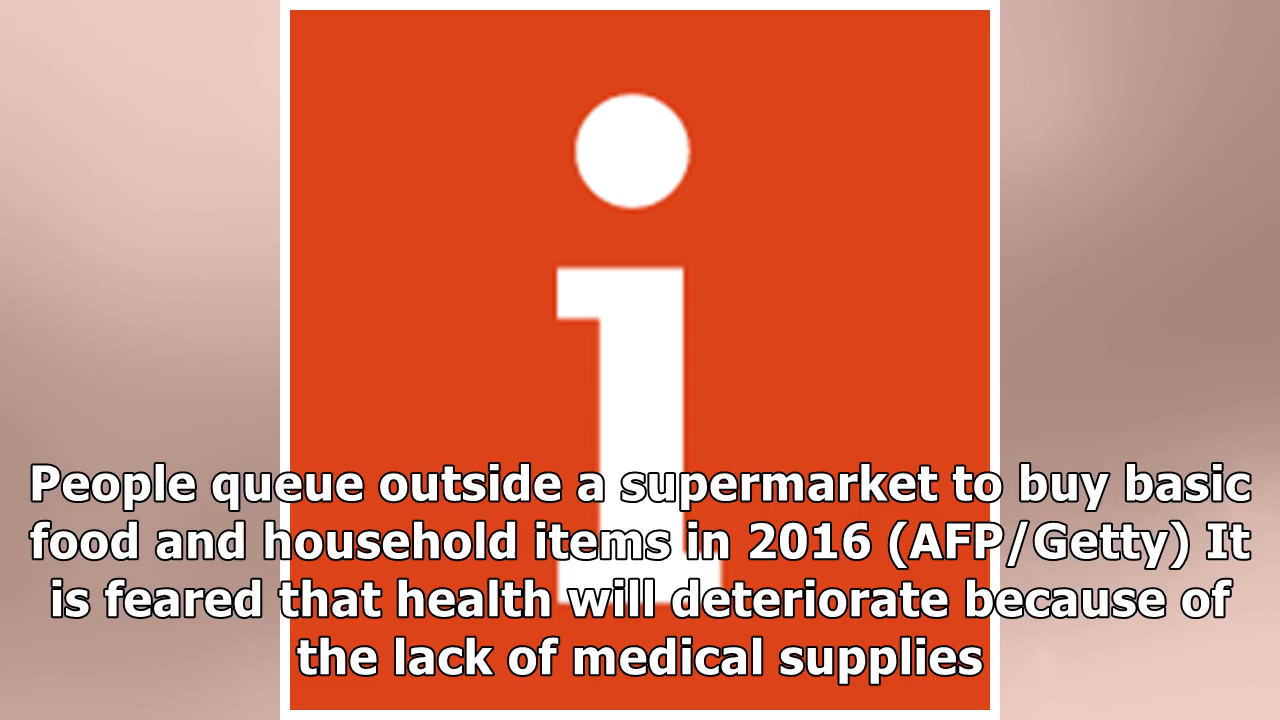 i
People queue outside a supermarket to buy basic
food and household items in 2016 (AFP/Getty) It
is feared that health will deteriorate because of
the lack of medical supplies